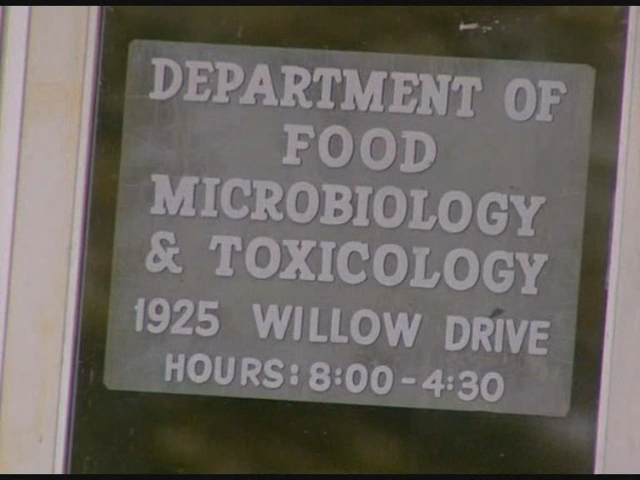 DEPARTMENT OF
FOOD
MICROBIOLOGY
& TOXICOLOGY
1925 WILLOW DRIVE
HOURS: 8:00-4:30